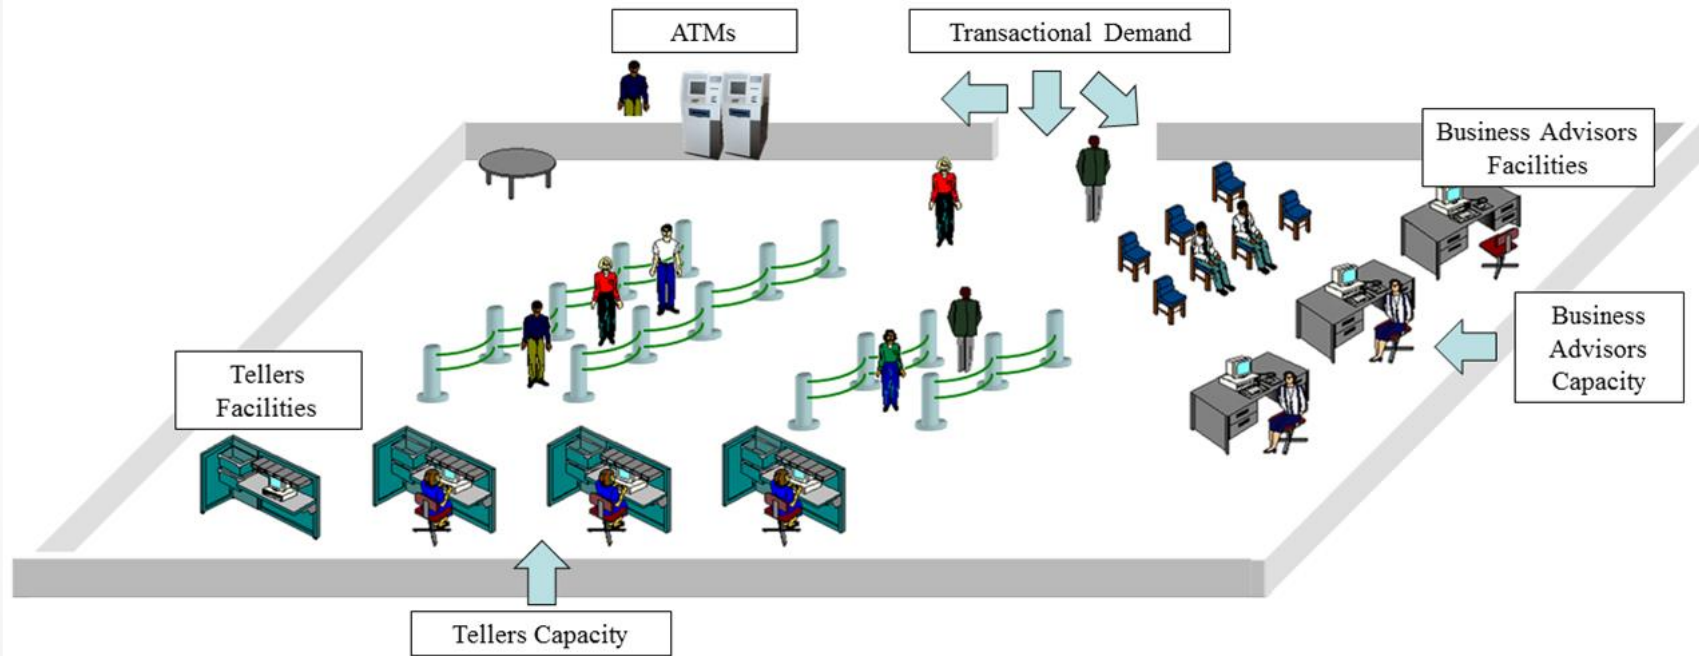 ATMs
Transactional Demand
Business Advisors
Facilities
Business
Advisors
Capacity
Tellers
Facilities
Tellers Capacity